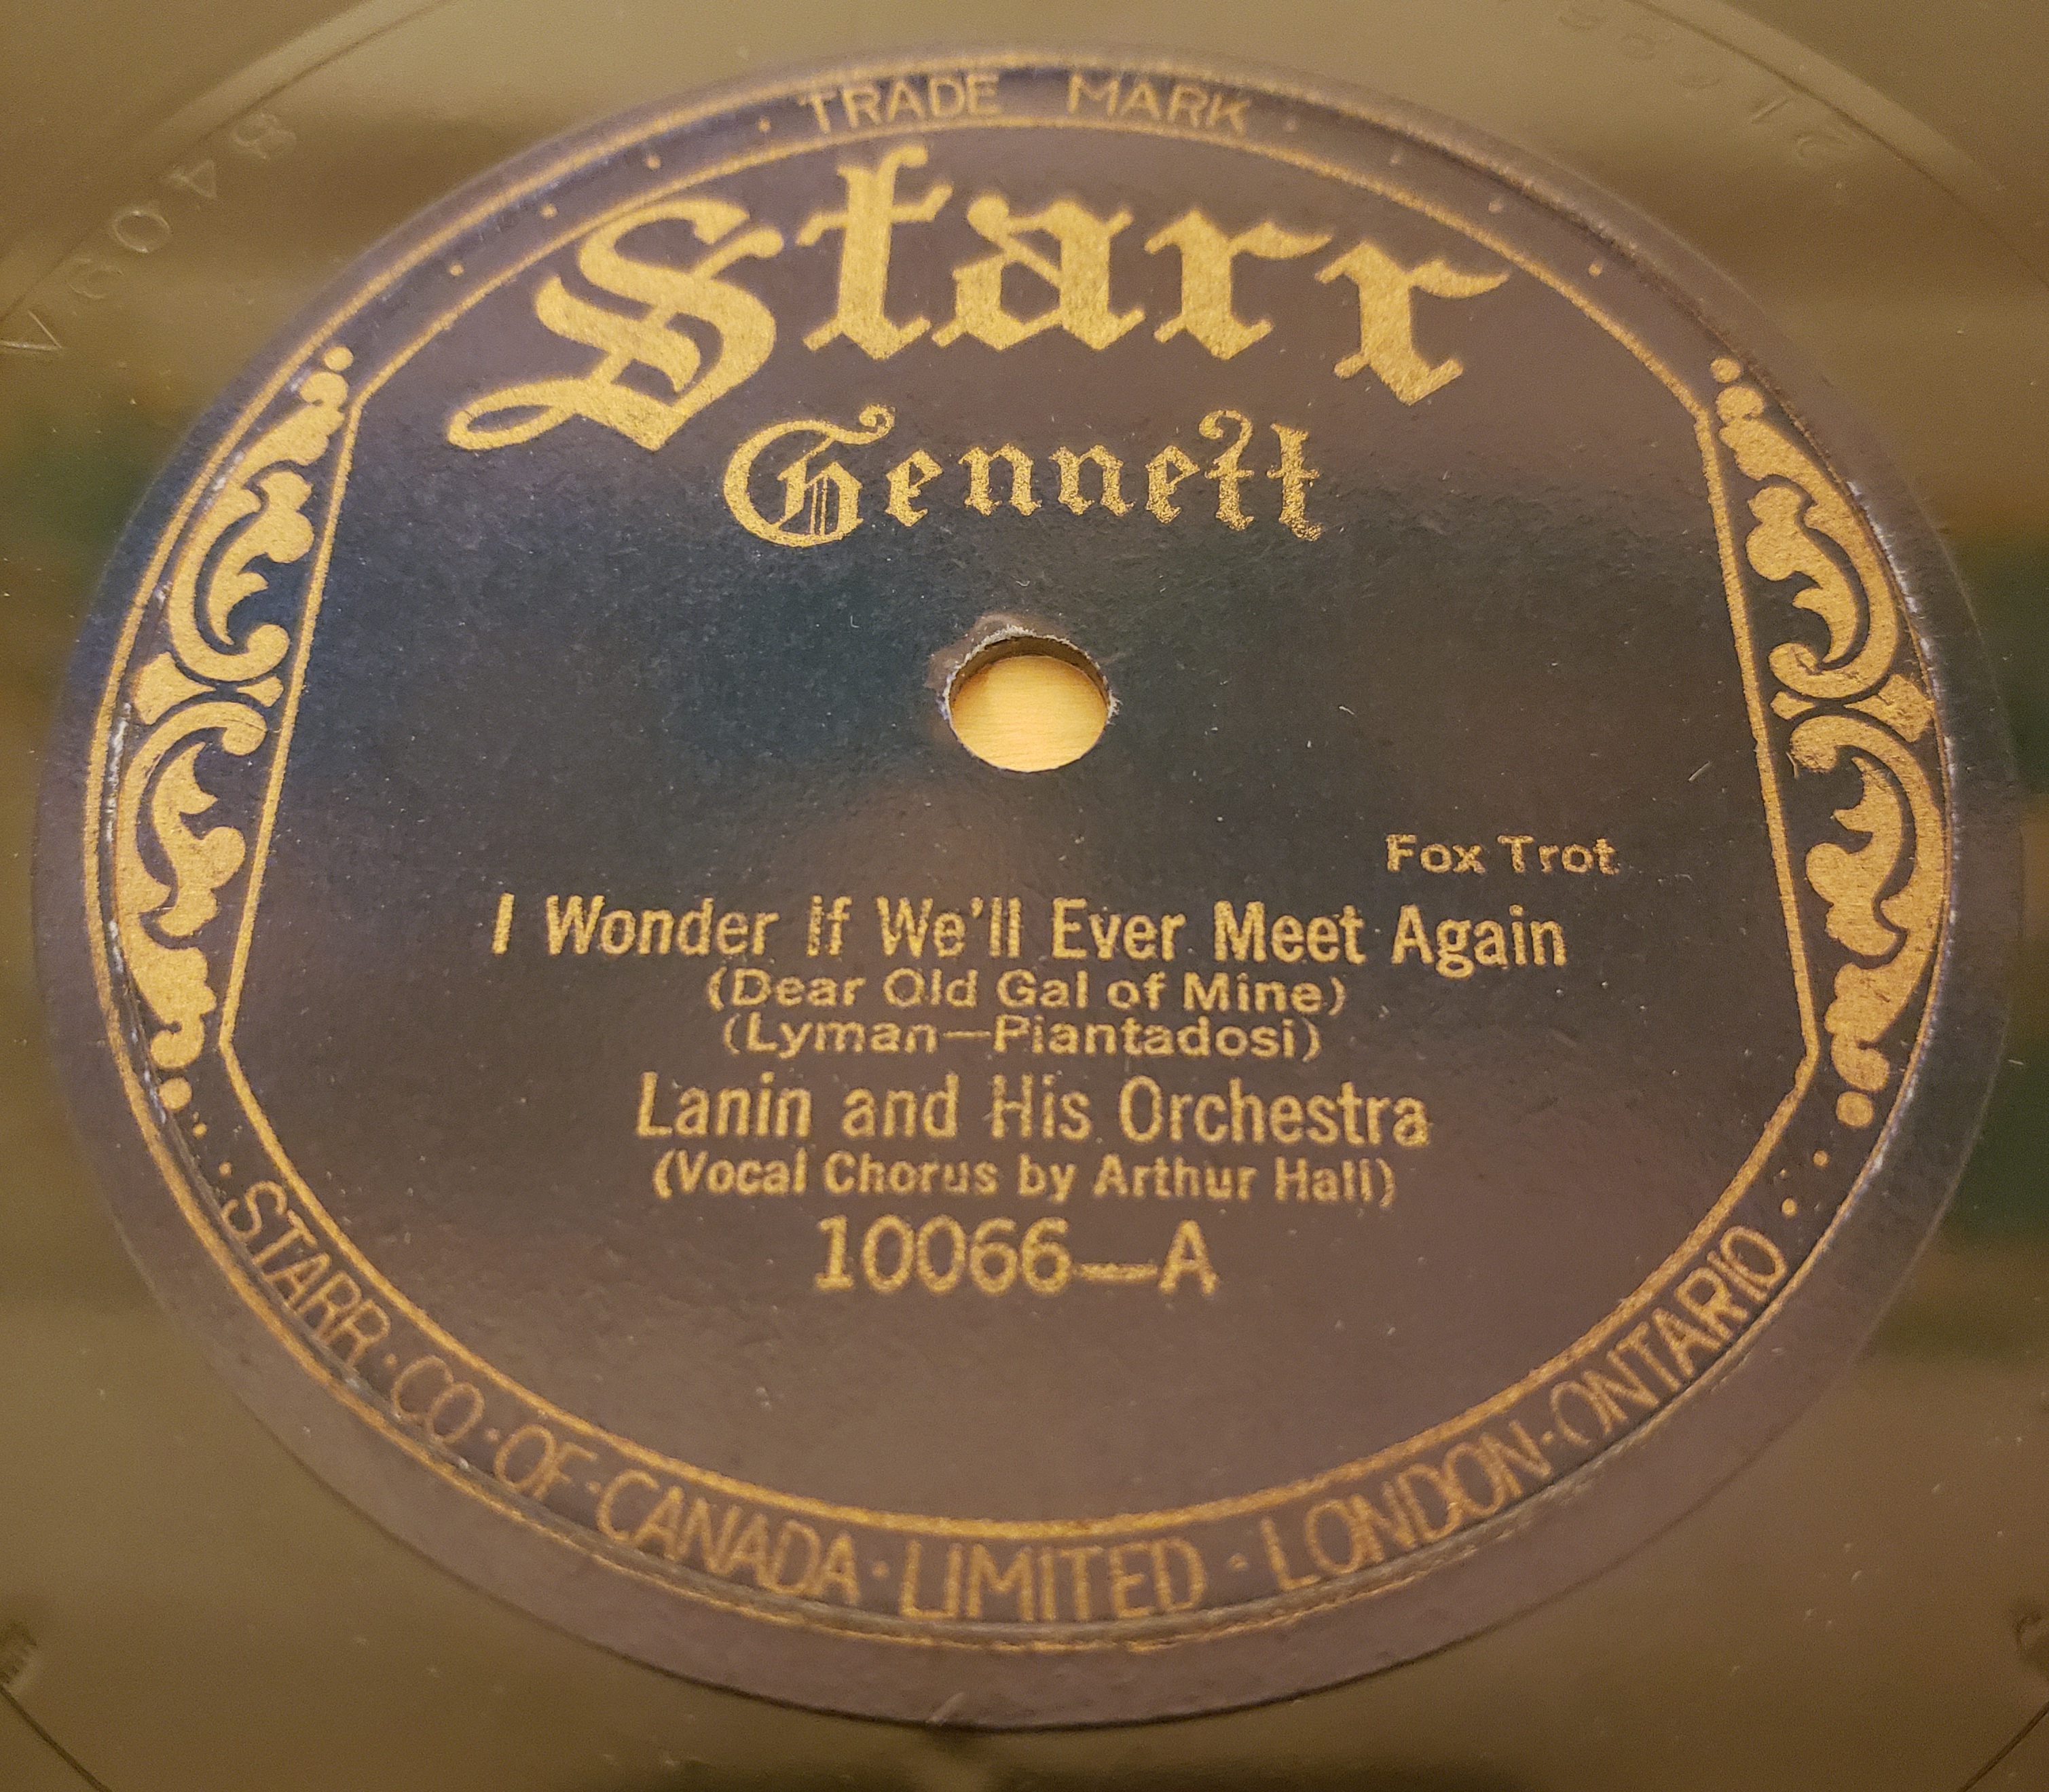 TRADE MARK
Starr
Gennett
Fox Trot
I Wonder If We'll Ever Meet Again
(Dear Old Gal of Mine)
(Lyman—Piantadosi)
Lanin and His Orchestra
(Vocal Chorus by Arthur Hall)
10066—A
STARR·CO·OF·CANADA·LIMITED·LONDON·ONTARIO